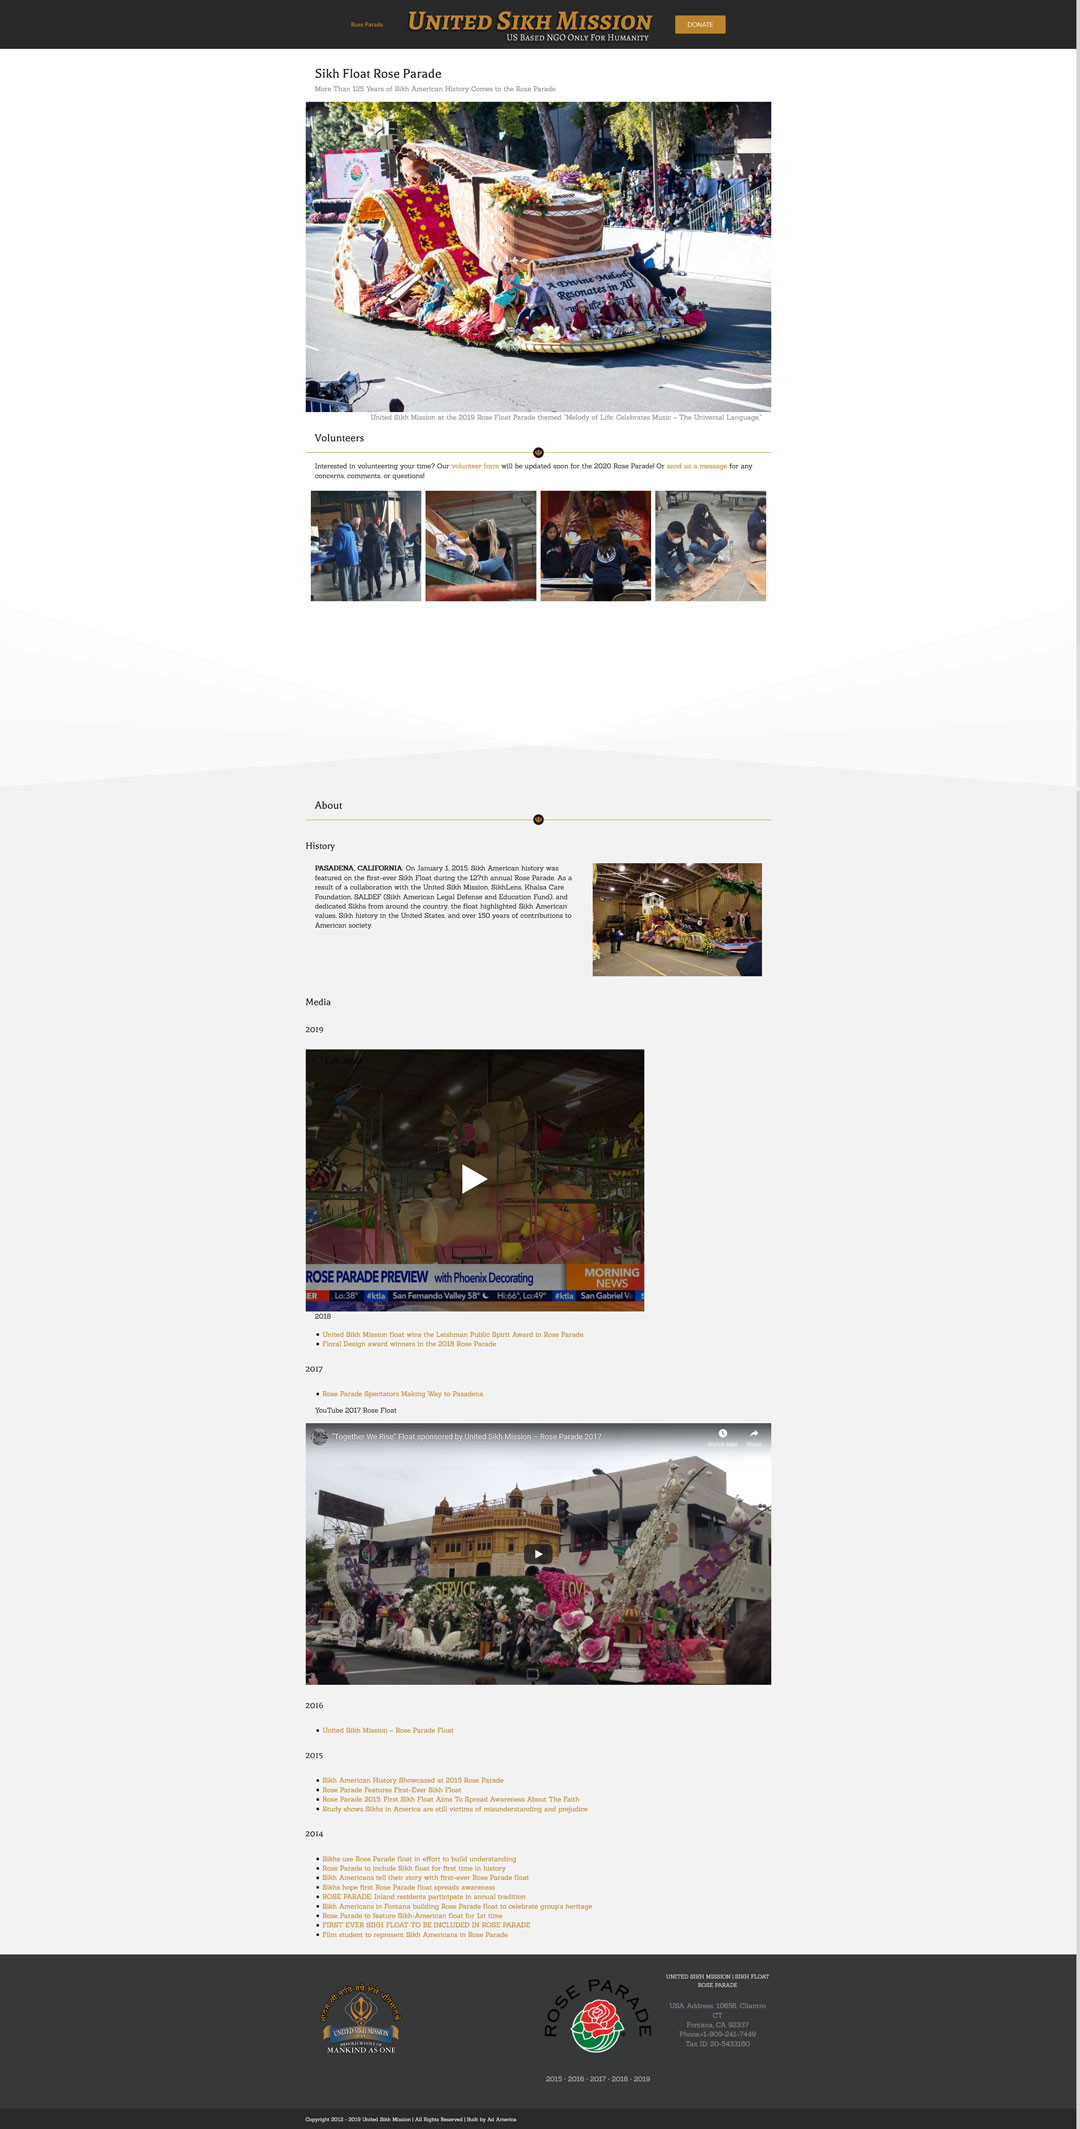 Rose Parade
United Sikh Mission
US Based NGO Only For Humanity
DONATE
Sikh Float Rose Parade
More Than 125 Years of Sikh American History Comes to the Rose Parade.
ROSE PARADE
A Divine Melody
Resonates in All
United Sikh Mission at the 2019 Rose Float Parade themed "Melody of Life: Celebrates Music – The Universal Language"
Volunteers
Interested in volunteering your time? Our volunteer form will be updated soon for the 2020 Rose Parade! Or send us a message for any
concerns, comments, or questions!
About
History
PASADENA, CALIFORNIA: On January 1, 2015, Sikh American history was
featured on the first-ever Sikh Float during the 127th annual Rose Parade. As a
result of a collaboration with the United Sikh Mission, SikhLens, Khalsa Care
Foundation, SALDEF (Sikh American Legal Defense and Education Fund), and
dedicated Sikhs from around the country, the float highlighted Sikh American
values, Sikh history in the United States, and over 150 years of contributions to
American society.
Media
2019
ROSE PARADE PREVIEW with Phoenix Decorating
MORNING
NEWS
ER Lo:38° #ktla San Fernando Valley 58° Hi:66°, Lo:49° #ktla San Gabriel V
2018
United Sikh Mission float wins the Leishman Public Spirit Award in Rose Parade.
Floral Design award winners in the 2018 Rose Parade
2017
Rose Parade Spectators Making Way to Pasadena
YouTube 2017 Rose Float
"Together We Rise" Float sponsored by United Sikh Mission – Rose Parade 2017
Watch later Share
SERVICE LOVE
2016
United Sikh Mission – Rose Parade Float
2015
Sikh American History Showcased at 2015 Rose Parade
Rose Parade Features First-Ever Sikh Float
Rose Parade 2015: First Sikh Float Aims To Spread Awareness About The Faith
Study shows Sikhs in America are still victims of misunderstanding and prejudice
2014
Sikhs use Rose Parade float in effort to build understanding
Rose Parade to include Sikh float for first time in history
Sikh Americans tell their story with first-ever Rose Parade float
Sikhs hope first Rose Parade float spreads awareness
ROSE PARADE: Inland residents participate in annual tradition
Sikh Americans in Fontana building Rose Parade float to celebrate group's heritage
Rose Parade to feature Sikh-American float for 1st time
FIRST EVER SIKH FLOAT TO BE INCLUDED IN ROSE PARADE
Film student to represent Sikh Americans in Rose Parade
UNITED SIKH MISSION
MANKIND AS ONE
ROSE PARADE
2015 · 2016 · 2017 · 2018 · 2019
UNITED SIKH MISSION | SIKH FLOAT
ROSE PARADE
USA Address: 10656, Cilantro
CT
Fontana, CA 92337
Phone:+1-909-241-7449
Tax ID: 20-5433160
Copyright 2012 - 2019 United Sikh Mission | All Rights Reserved | Built by Ad America